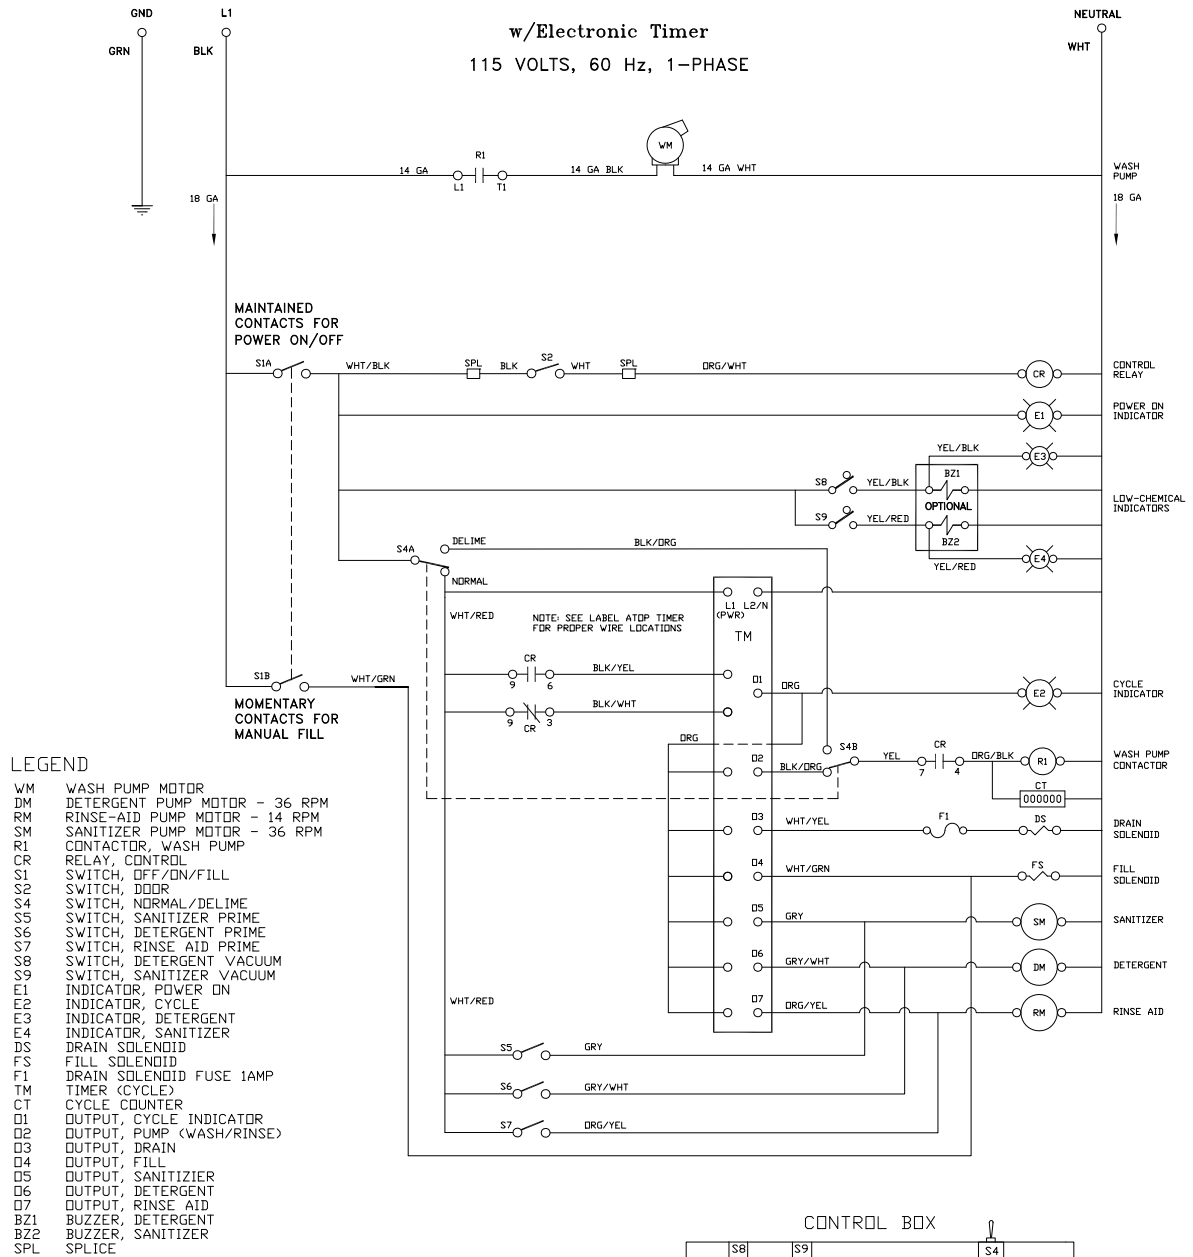 GND
L1
NEUTRAL
w/Electronic Timer
115 VOLTS, 60 Hz, 1-PHASE
GRN
BLK
WHT
WM
R1
14 GA
14 GA BLK
14 GA WHT
L1
T1
WASH
PUMP
18 GA
18 GA
MAINTAINED
CONTACTS FOR
POWER ON/OFF
S1A
WHT/BLK
SPL
BLK
S2
WHT
SPL
ORG/WHT
CR
CONTROL
RELAY
E1
POWER ON
INDICATOR
YEL/BLK
E3
S8
YEL/BLK
BZ1
OPTIONAL
LOW-CHEMICAL
INDICATORS
S9
YEL/RED
BZ2
YEL/RED
E4
S4A
DELIME
BLK/ORG
NORMAL
WHT/RED
NOTE: SEE LABEL ATOP TIMER
FOR PROPER WIRE LOCATIONS
L1 L2/N
(PWR)
TM
CR
9
6
BLK/YEL
O1
ORG
E2
CYCLE
INDICATOR
S1B
WHT/GRN
MOMENTARY
CONTACTS FOR
MANUAL FILL
9
3
CR
BLK/WHT
ORG
O2
BLK/ORG
S4B
YEL
CR
7
4
ORG/BLK
R1
WASH PUMP
CONTACTOR
CT
000000
O3
WHT/YEL
F1
DS
DRAIN
SOLENOID
O4
WHT/GRN
FS
FILL
SOLENOID
O5
GRY
SM
SANITIZER
O6
GRY/WHT
DM
DETERGENT
O7
ORG/YEL
RM
RINSE AID
WHT/RED
S5
GRY
S6
GRY/WHT
S7
ORG/YEL
LEGEND
WM WASH PUMP MOTOR
DM DETERGENT PUMP MOTOR - 36 RPM
RM RINSE-AID PUMP MOTOR - 14 RPM
SM SANITIZER PUMP MOTOR - 36 RPM
R1 CONTACTOR, WASH PUMP
CR RELAY, CONTROL
S1 SWITCH, OFF/ON/FILL
S2 SWITCH, DOOR
S4 SWITCH, NORMAL/DELIME
S5 SWITCH, SANITIZER PRIME
S6 SWITCH, DETERGENT PRIME
S7 SWITCH, RINSE AID PRIME
S8 SWITCH, DETERGENT VACUUM
S9 SWITCH, SANITIZER VACUUM
E1 INDICATOR, POWER ON
E2 INDICATOR, CYCLE
E3 INDICATOR, DETERGENT
E4 INDICATOR, SANITIZER
DS DRAIN SOLENOID
FS FILL SOLENOID
F1 DRAIN SOLENOID FUSE 1AMP
TM TIMER (CYCLE)
CT CYCLE COUNTER
O1 OUTPUT, CYCLE INDICATOR
O2 OUTPUT, PUMP (WASH/RINSE)
O3 OUTPUT, DRAIN
O4 OUTPUT, FILL
O5 OUTPUT, SANITIZIER
O6 OUTPUT, DETERGENT
O7 OUTPUT, RINSE AID
BZ1 BUZZER, DETERGENT
BZ2 BUZZER, SANITIZER
SPL SPLICE
CONTROL BOX
S8
S9
S4